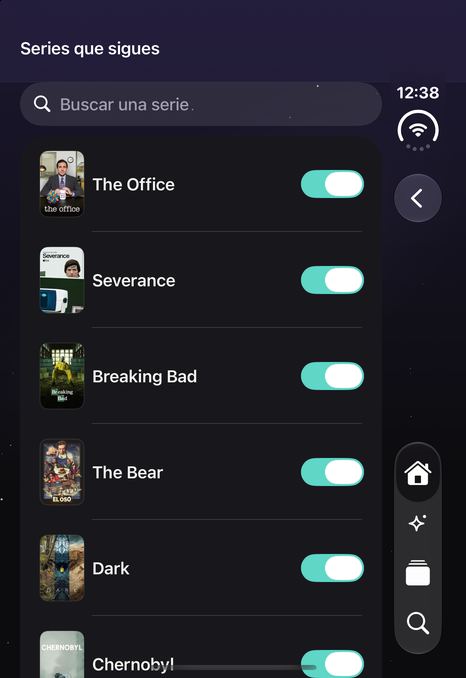 Series que sigues
Buscar una serie
12:38
the office
The Office
Severance
Severance
Breaking
Bad
Breaking Bad
EL OSO
The Bear
DARK
Dark
CHERNOBYL
Chernobyl